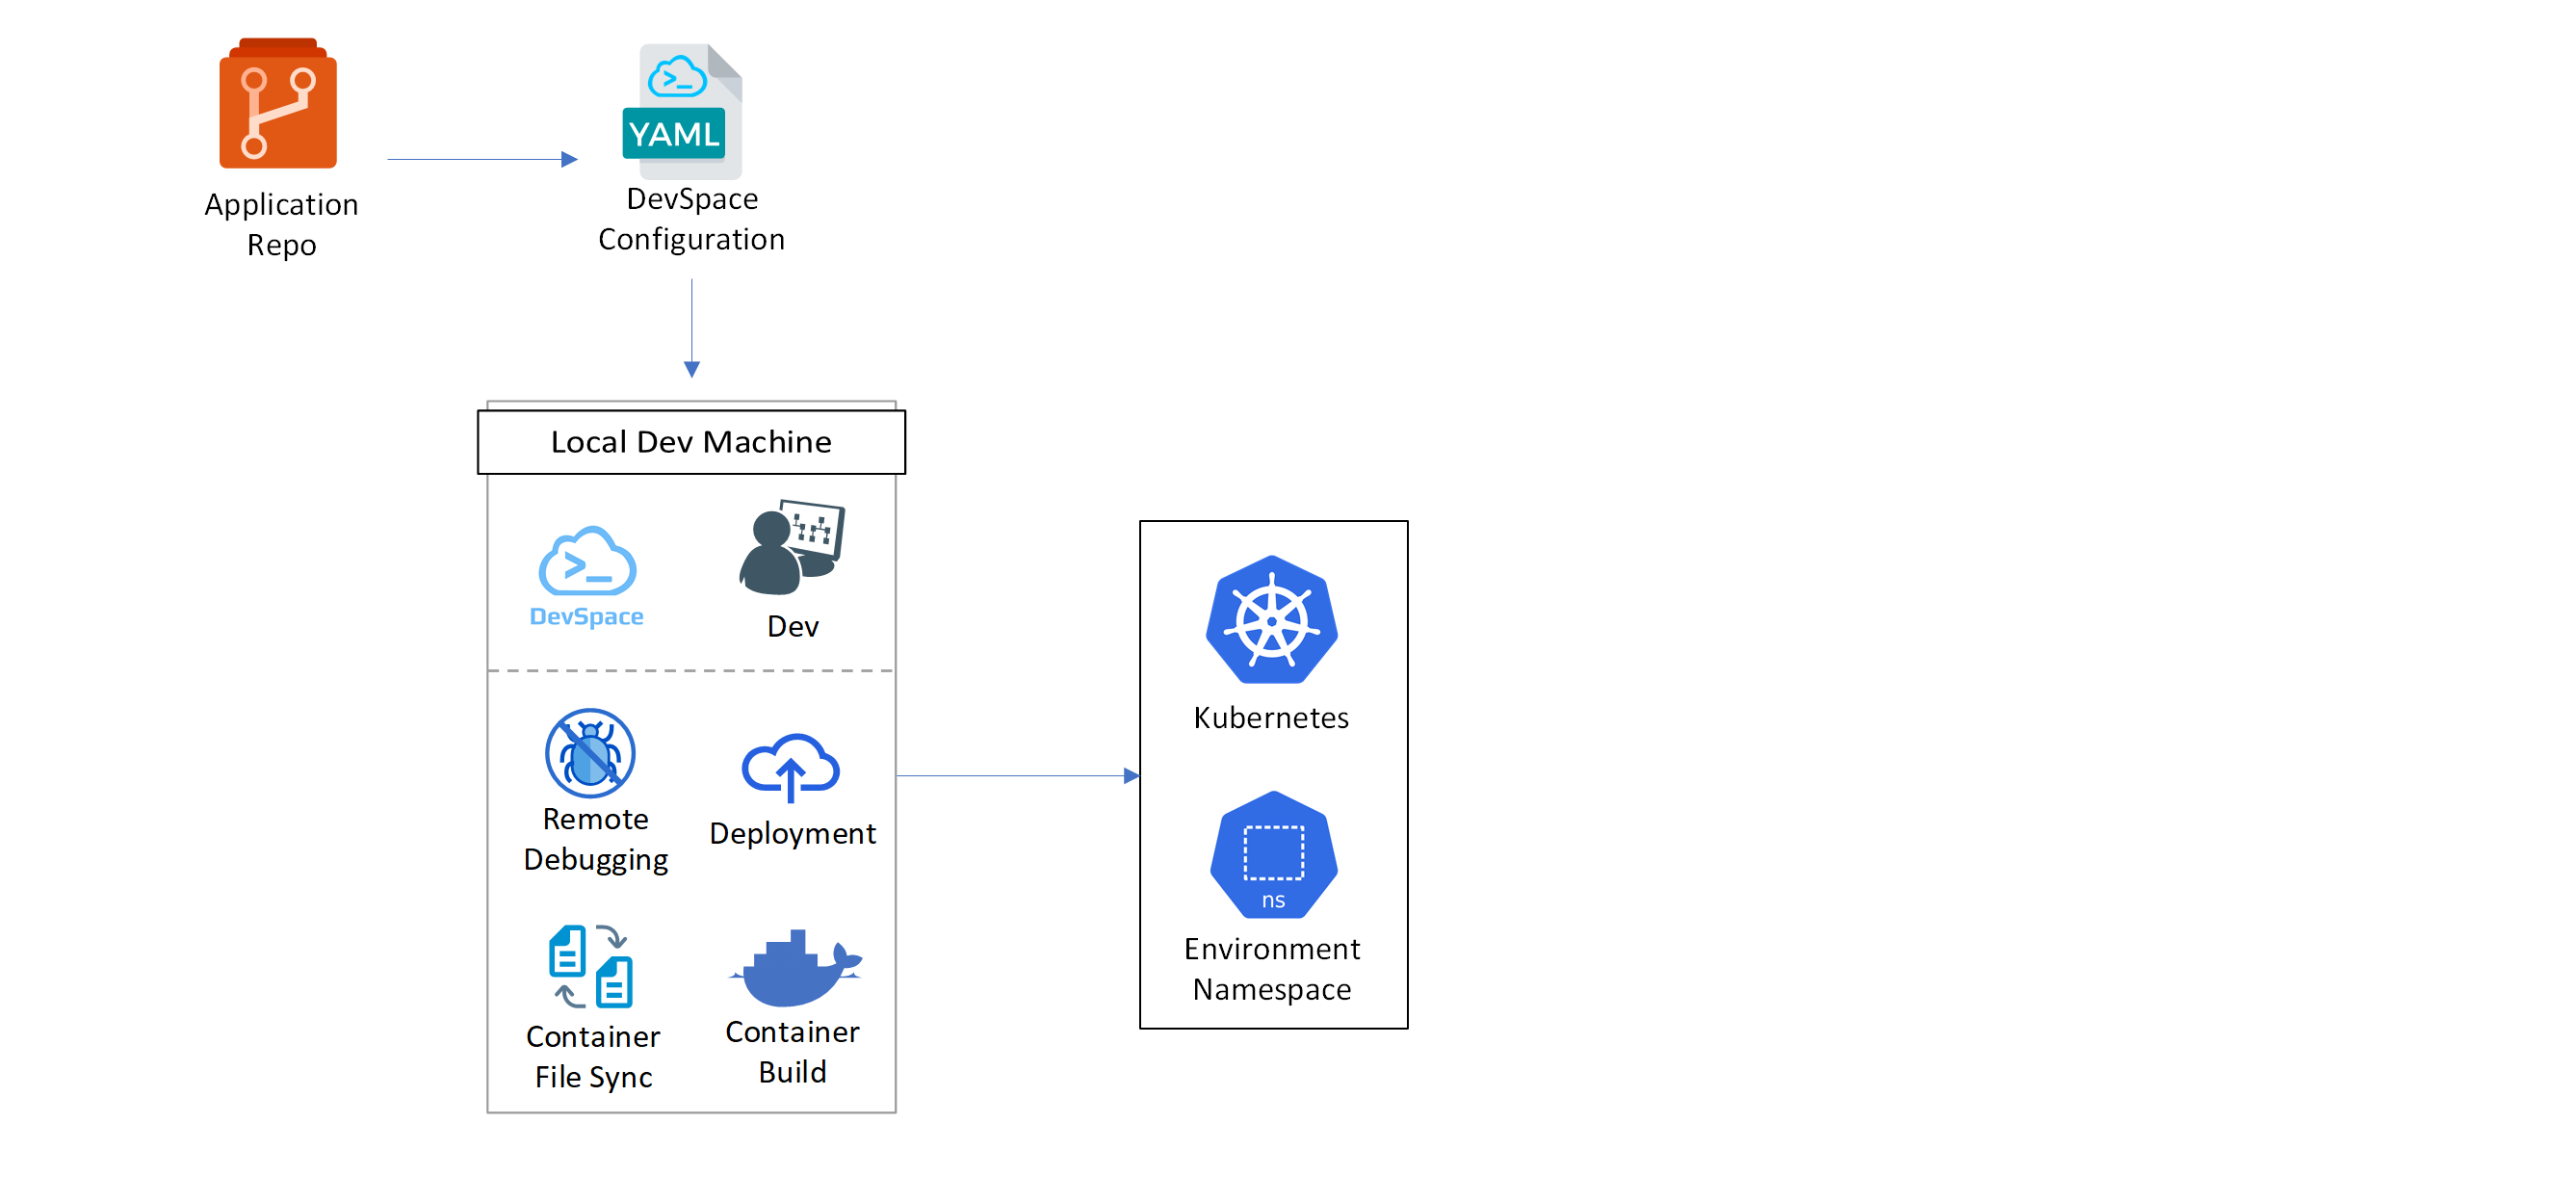 >_
YAML
Application
Repo
DevSpace
Configuration
Local Dev Machine
>_
DevSpace
Dev
Remote
Debugging
Deployment
Container
File Sync
Container
Build
Kubernetes
ns
Environment
Namespace